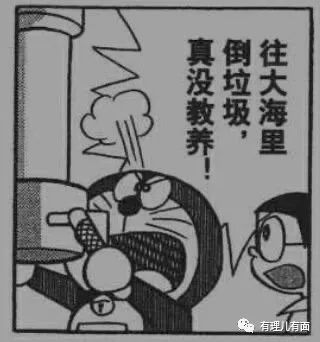 往大海里
倒垃圾，
真没教养！
有理儿有面